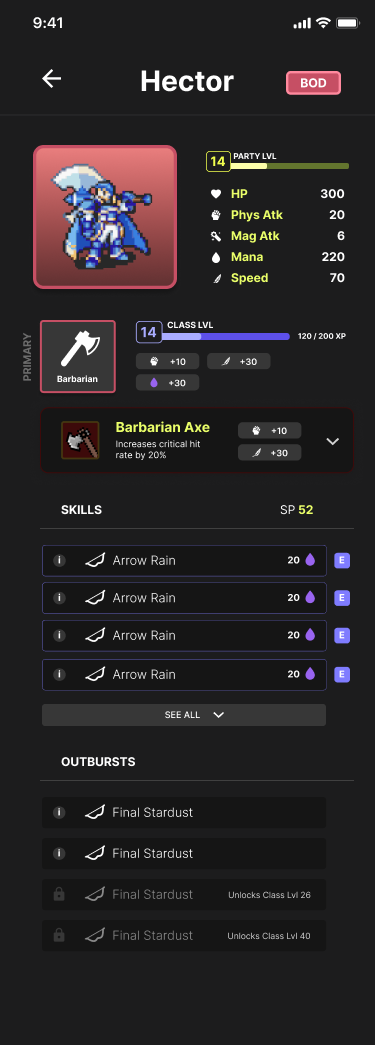 9:41
Hector
BOD
14 PARTY LVL
HP 300
Phys Atk 20
Mag Atk 6
Mana 220
Speed 70
PRIMARY
Barbarian
14 CLASS LVL
120 / 200 XP
+10 +30
+30
Barbarian Axe
Increases critical hit
rate by 20%
+10
+30
SKILLS SP 52
i Arrow Rain 20 E
i Arrow Rain 20 E
i Arrow Rain 20 E
i Arrow Rain 20 E
SEE ALL
OUTBURSTS
i Final Stardust
i Final Stardust
Final Stardust Unlocks Class Lvl 26
Final Stardust Unlocks Class Lvl 40